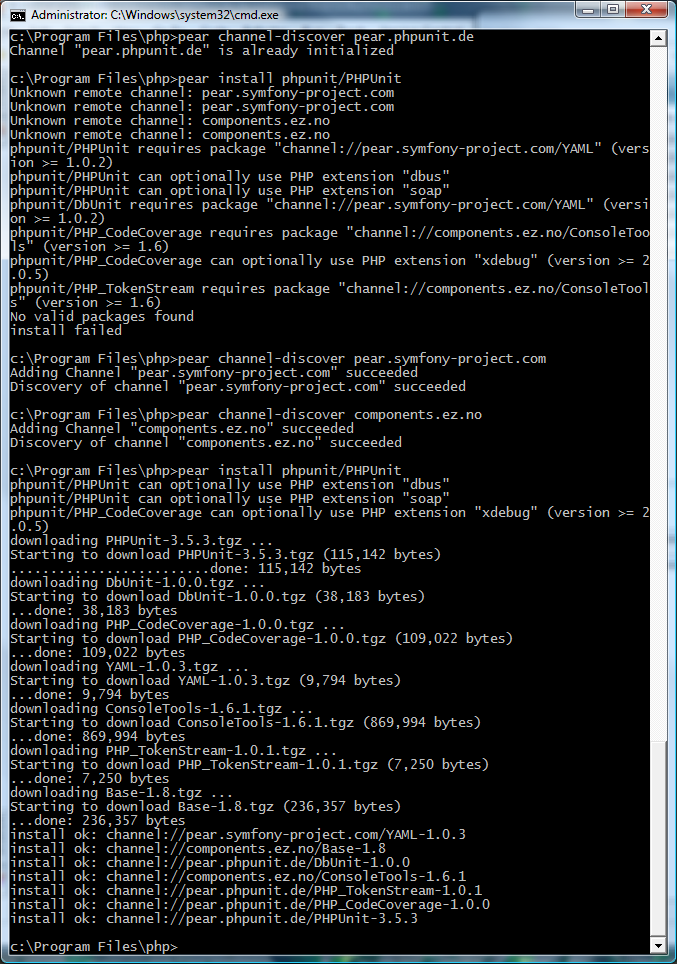 Administrator: C:\Windows\system32\cmd.exe
c:\Program Files\php>pear channel-discover pear.phpunit.de
Channel "pear.phpunit.de" is already initialized
c:\Program Files\php>pear install phpunit/PHPUnit
Unknown remote channel: pear.symfony-project.com
Unknown remote channel: pear.symfony-project.com
Unknown remote channel: components.ez.no
Unknown remote channel: components.ez.no
phpunit/PHPUnit requires package "channel://pear.symfony-project.com/YAML" (vers
ion >= 1.0.2)
phpunit/PHPUnit can optionally use PHP extension "dbus"
phpunit/PHPUnit can optionally use PHP extension "soap"
phpunit/DbUnit requires package "channel://pear.symfony-project.com/YAML" (versi
on >= 1.0.2)
phpunit/PHP_CodeCoverage requires package "channel://components.ez.no/ConsoleToo
ls" (version >= 1.6)
phpunit/PHP_CodeCoverage can optionally use PHP extension "xdebug" (version >= 2
.0.5)
phpunit/PHP_TokenStream requires package "channel://components.ez.no/ConsoleTool
s" (version >= 1.6)
No valid packages found
install failed
c:\Program Files\php>pear channel-discover pear.symfony-project.com
Adding Channel "pear.symfony-project.com" succeeded
Discovery of channel "pear.symfony-project.com" succeeded
c:\Program Files\php>pear channel-discover components.ez.no
Adding Channel "components.ez.no" succeeded
Discovery of channel "components.ez.no" succeeded
c:\Program Files\php>pear install phpunit/PHPUnit
phpunit/PHPUnit can optionally use PHP extension "dbus"
phpunit/PHPUnit can optionally use PHP extension "soap"
phpunit/PHP_CodeCoverage can optionally use PHP extension "xdebug" (version >= 2
.0.5)
downloading PHPUnit-3.5.3.tgz ...
Starting to download PHPUnit-3.5.3.tgz (115,142 bytes)
.........................done: 115,142 bytes
downloading DbUnit-1.0.0.tgz ...
Starting to download DbUnit-1.0.0.tgz (38,183 bytes)
...done: 38,183 bytes
downloading PHP_CodeCoverage-1.0.0.tgz ...
Starting to download PHP_CodeCoverage-1.0.0.tgz (109,022 bytes)
...done: 109,022 bytes
downloading YAML-1.0.3.tgz ...
Starting to download YAML-1.0.3.tgz (9,794 bytes)
...done: 9,794 bytes
downloading ConsoleTools-1.6.1.tgz ...
Starting to download ConsoleTools-1.6.1.tgz (869,994 bytes)
...done: 869,994 bytes
downloading PHP_TokenStream-1.0.1.tgz ...
Starting to download PHP_TokenStream-1.0.1.tgz (7,250 bytes)
...done: 7,250 bytes
downloading Base-1.8.tgz ...
Starting to download Base-1.8.tgz (236,357 bytes)
...done: 236,357 bytes
install ok: channel://pear.symfony-project.com/YAML-1.0.3
install ok: channel://components.ez.no/Base-1.8
install ok: channel://pear.phpunit.de/DbUnit-1.0.0
install ok: channel://components.ez.no/ConsoleTools-1.6.1
install ok: channel://pear.phpunit.de/PHP_TokenStream-1.0.1
install ok: channel://pear.phpunit.de/PHP_CodeCoverage-1.0.0
install ok: channel://pear.phpunit.de/PHPUnit-3.5.3
c:\Program Files\php>